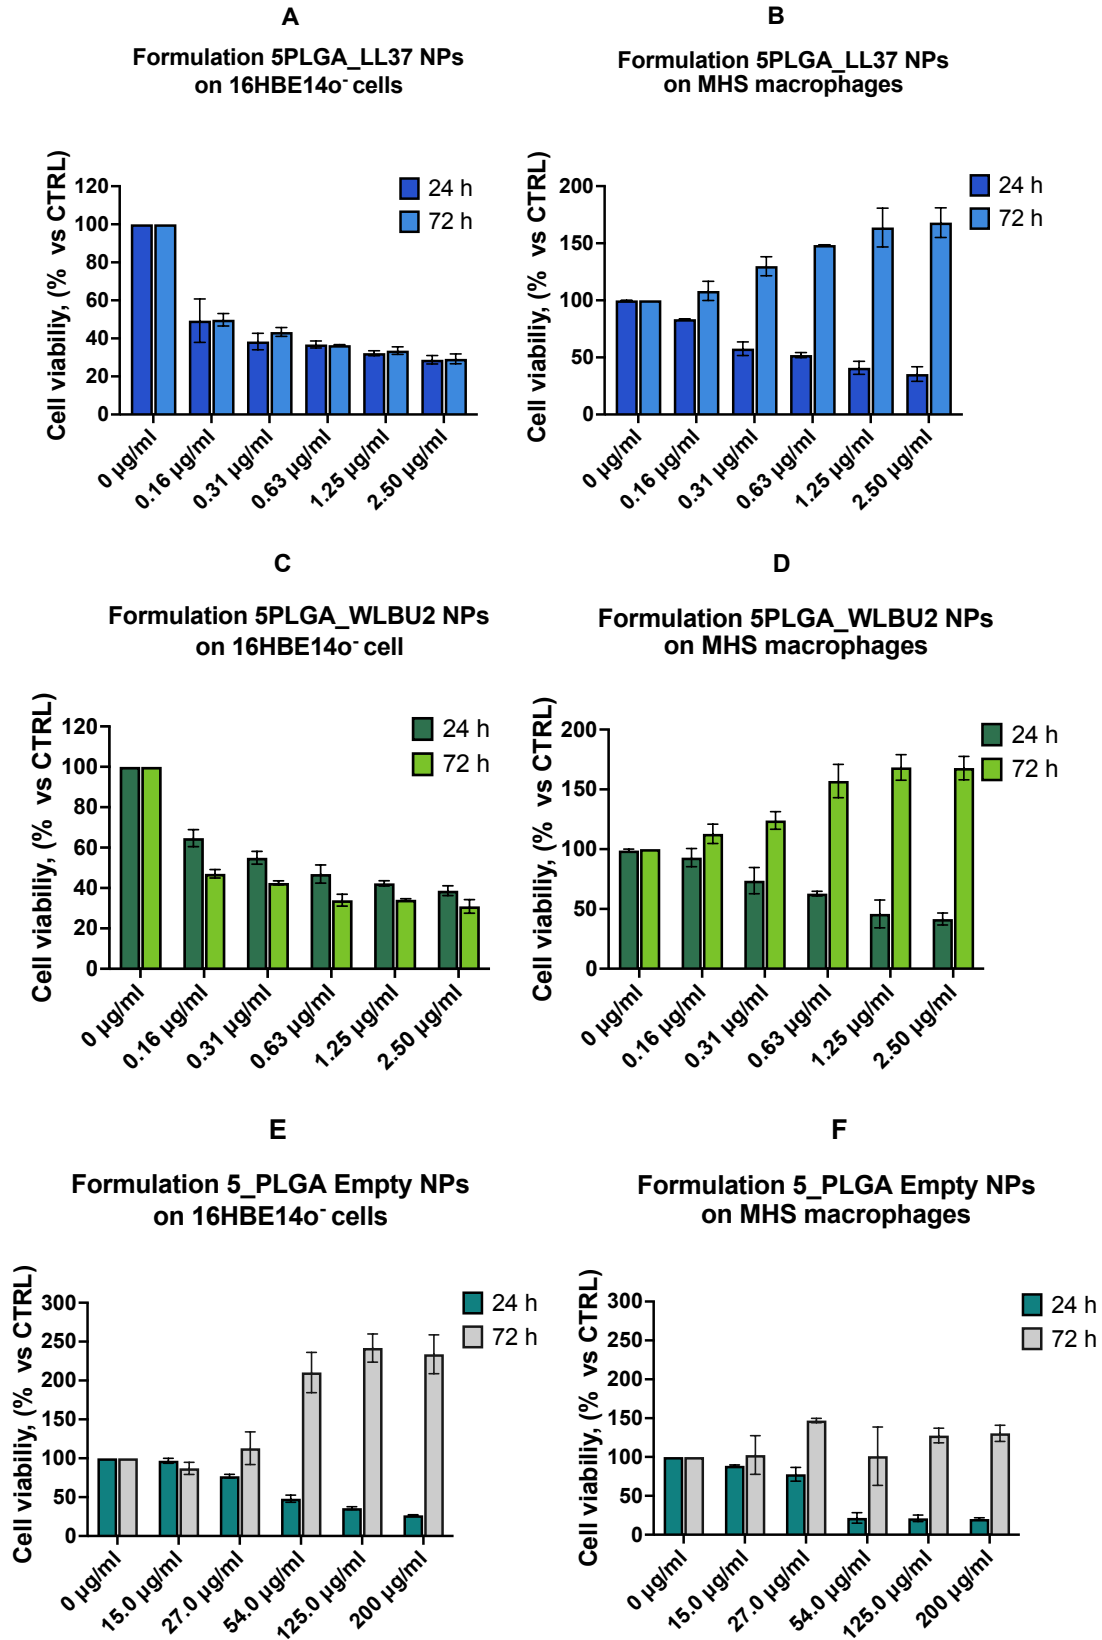 A
Formulation 5PLGA_LL37 NPs
on 16HBE14o⁻ cells
Cell viabiliy, (% vs CTRL)
120
100
80
60
40
20
0
24 h
72 h
0 µg/ml
0.16 µg/ml
0.31 µg/ml
0.63 µg/ml
1.25 µg/ml
2.50 µg/ml
B
Formulation 5PLGA_LL37 NPs
on MHS macrophages
Cell viabiliy, (% vs CTRL)
200
150
100
50
0
24 h
72 h
0 µg/ml
0.16 µg/ml
0.31 µg/ml
0.63 µg/ml
1.25 µg/ml
2.50 µg/ml
C
Formulation 5PLGA_WLBU2 NPs
on 16HBE14o⁻ cell
Cell viabiliy, (% vs CTRL)
120
100
80
60
40
20
0
24 h
72 h
0 µg/ml
0.16 µg/ml
0.31 µg/ml
0.63 µg/ml
1.25 µg/ml
2.50 µg/ml
D
Formulation 5PLGA_WLBU2 NPs
on MHS macrophages
Cell viabiliy, (% vs CTRL)
200
150
100
50
0
24 h
72 h
0 µg/ml
0.16 µg/ml
0.31 µg/ml
0.63 µg/ml
1.25 µg/ml
2.50 µg/ml
E
Formulation 5_PLGA Empty NPs
on 16HBE14o⁻ cells
Cell viabiliy, (% vs CTRL)
300
250
200
150
100
50
0
24 h
72 h
0 µg/ml
15.0 µg/ml
27.0 µg/ml
54.0 µg/ml
125.0 µg/ml
200 µg/ml
F
Formulation 5_PLGA Empty NPs
on MHS macrophages
Cell viabiliy, (% vs CTRL)
300
250
200
150
100
50
0
24 h
72 h
0 µg/ml
15.0 µg/ml
27.0 µg/ml
54.0 µg/ml
125.0 µg/ml
200 µg/ml